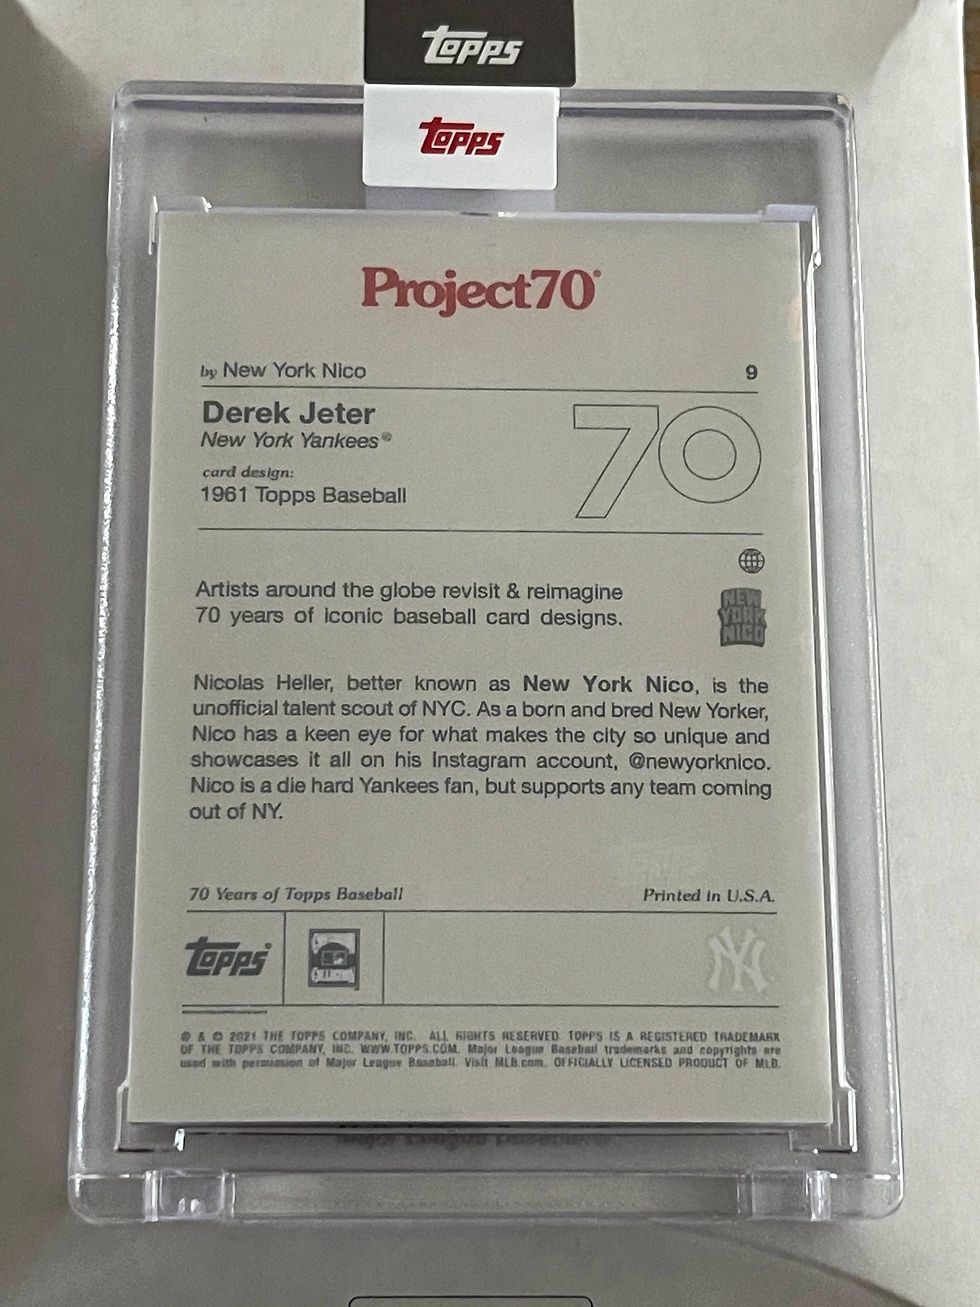 TOPPS
TOPPS
Project70®
by New York Nico 9
Derek Jeter
New York Yankees®
card design:
1961 Topps Baseball
70
Artists around the globe revisit & reimagine
70 years of iconic baseball card designs.
NEW
YORK
NICO
Nicolas Heller, better known as New York Nico, is the
unofficial talent scout of NYC. As a born and bred New Yorker,
Nico has a keen eye for what makes the city so unique and
showcases it all on his Instagram account, @newyorknico.
Nico is a die hard Yankees fan, but supports any team coming
out of NY.
70 Years of Topps Baseball Printed in U.S.A.
TOPPS NY
® & © 2021 THE TOPPS COMPANY, INC. ALL RIGHTS RESERVED. TOPPS IS A REGISTERED TRADEMARK
OF THE TOPPS COMPANY, INC. WWW.TOPPS.COM. Major League Baseball trademarks and copyrights are
used with permission of Major League Baseball. Visit MLB.com. OFFICIALLY LICENSED PRODUCT OF MLB.